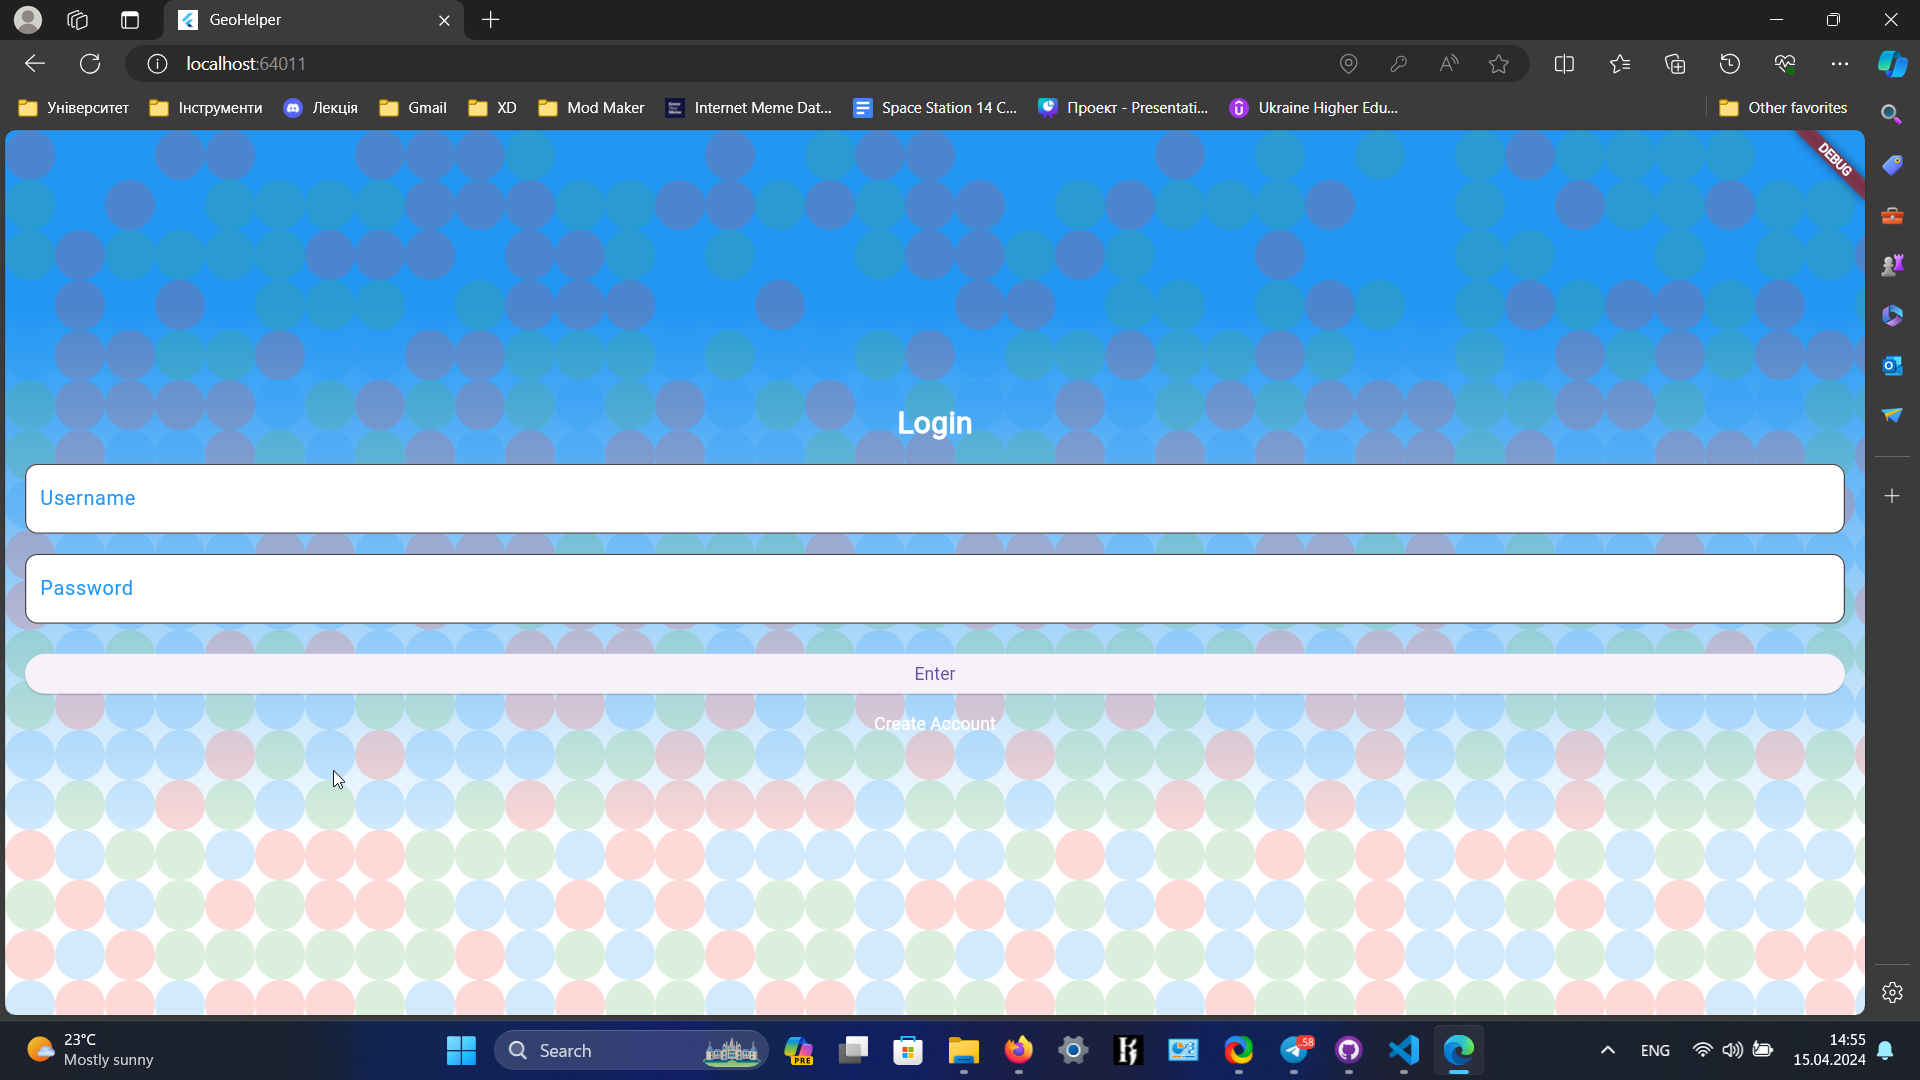 GeoHelper
localhost:64011
Університет
Інструменти
Лекція
Gmail
XD
Mod Maker
Internet Meme Dat...
Space Station 14 C...
Проект - Presentati...
Ukraine Higher Edu...
Other favorites
DEBUG
Login
Username
Password
Enter
Create Account
23°C
Mostly sunny
Search
PRE
58
ENG
14:55
15.04.2024